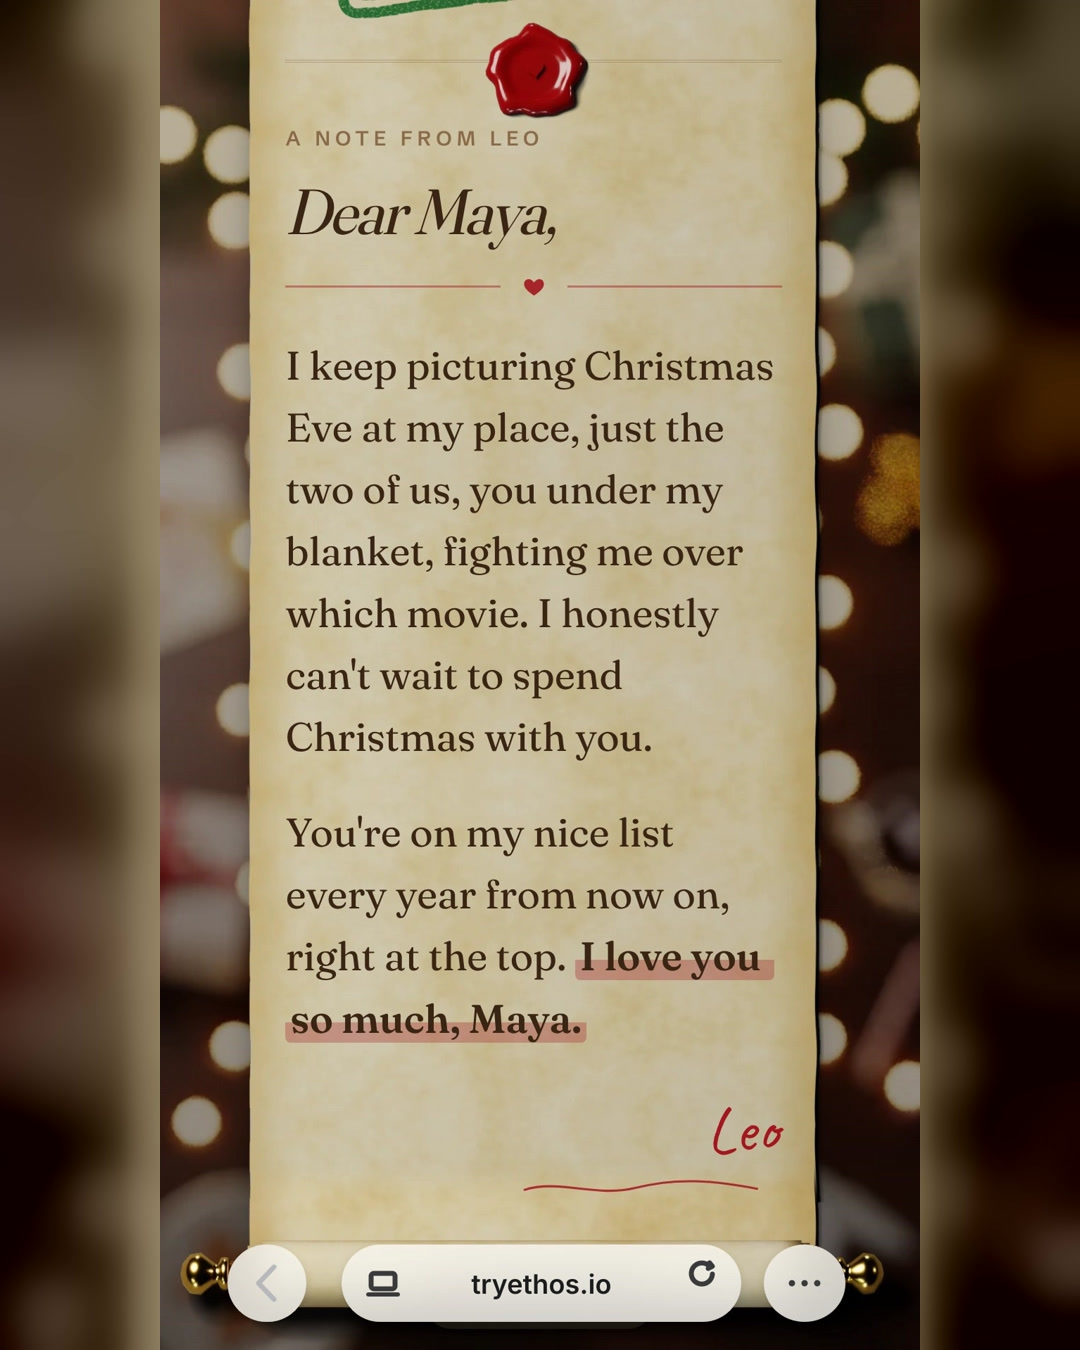 A NOTE FROM LEO
Dear Maya,
I keep picturing Christmas
Eve at my place, just the
two of us, you under my
blanket, fighting me over
which movie. I honestly
can't wait to spend
Christmas with you.
You're on my nice list
every year from now on,
right at the top. I love you
so much, Maya.
Leo
tryethos.io